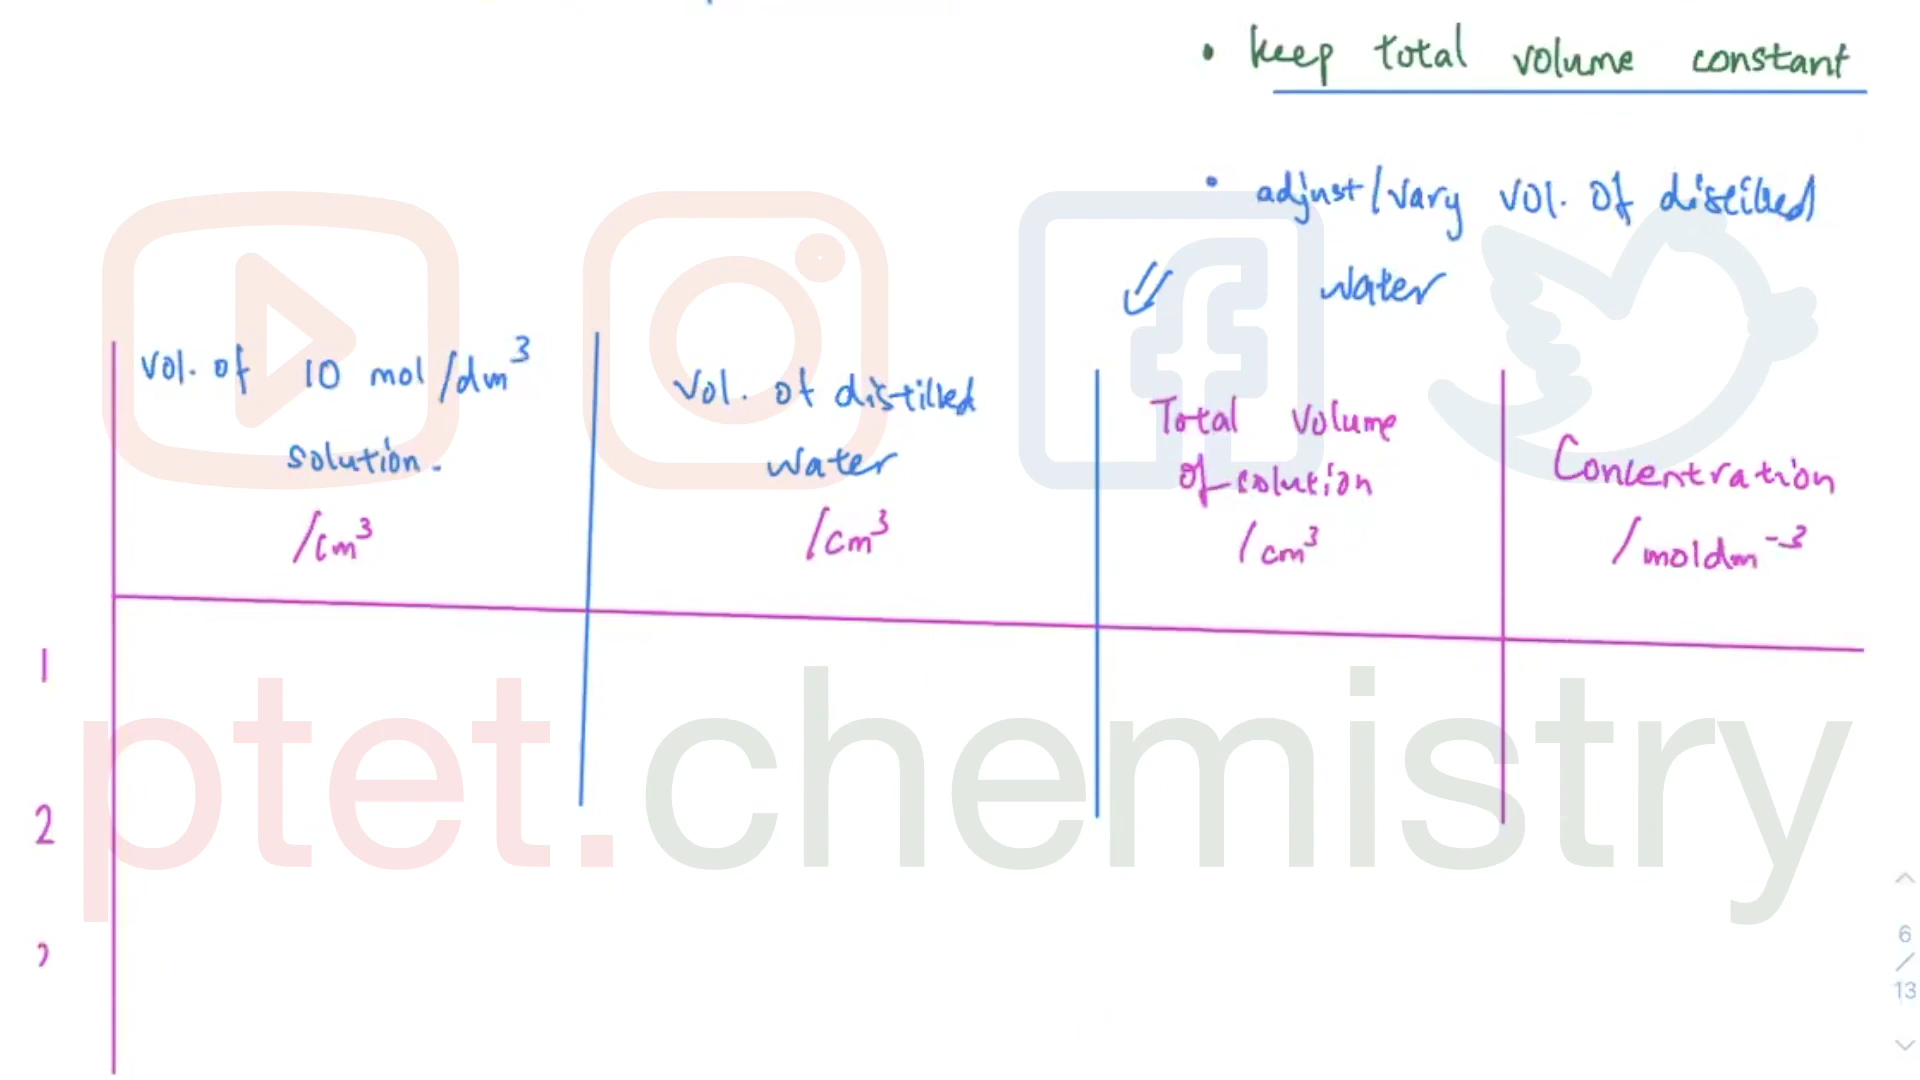 • keep total volume constant
• adjust/vary vol. of distilled
water
vol. of 10 mol/dm³
solution.
/cm³
Vol. of distilled
water
/cm³
Total Volume
of solution
/cm³
Concentration
/moldm⁻³
1
2
ptet.chemistry
6
/
13